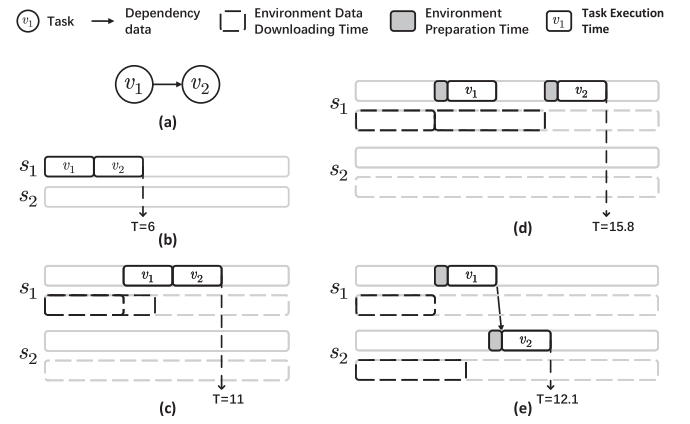 v₁ Task
Dependency data
Environment Data Downloading Time
Environment Preparation Time
v₁ Task Execution Time
v₁ v₂
(a)
s₁ v₁ v₂
s₂
T=6
(b)
s₁ v₁ v₂
s₂
T=11
(c)
s₁ v₁ v₂
s₂
T=15.8
(d)
s₁ v₁
s₂ v₂
T=12.1
(e)